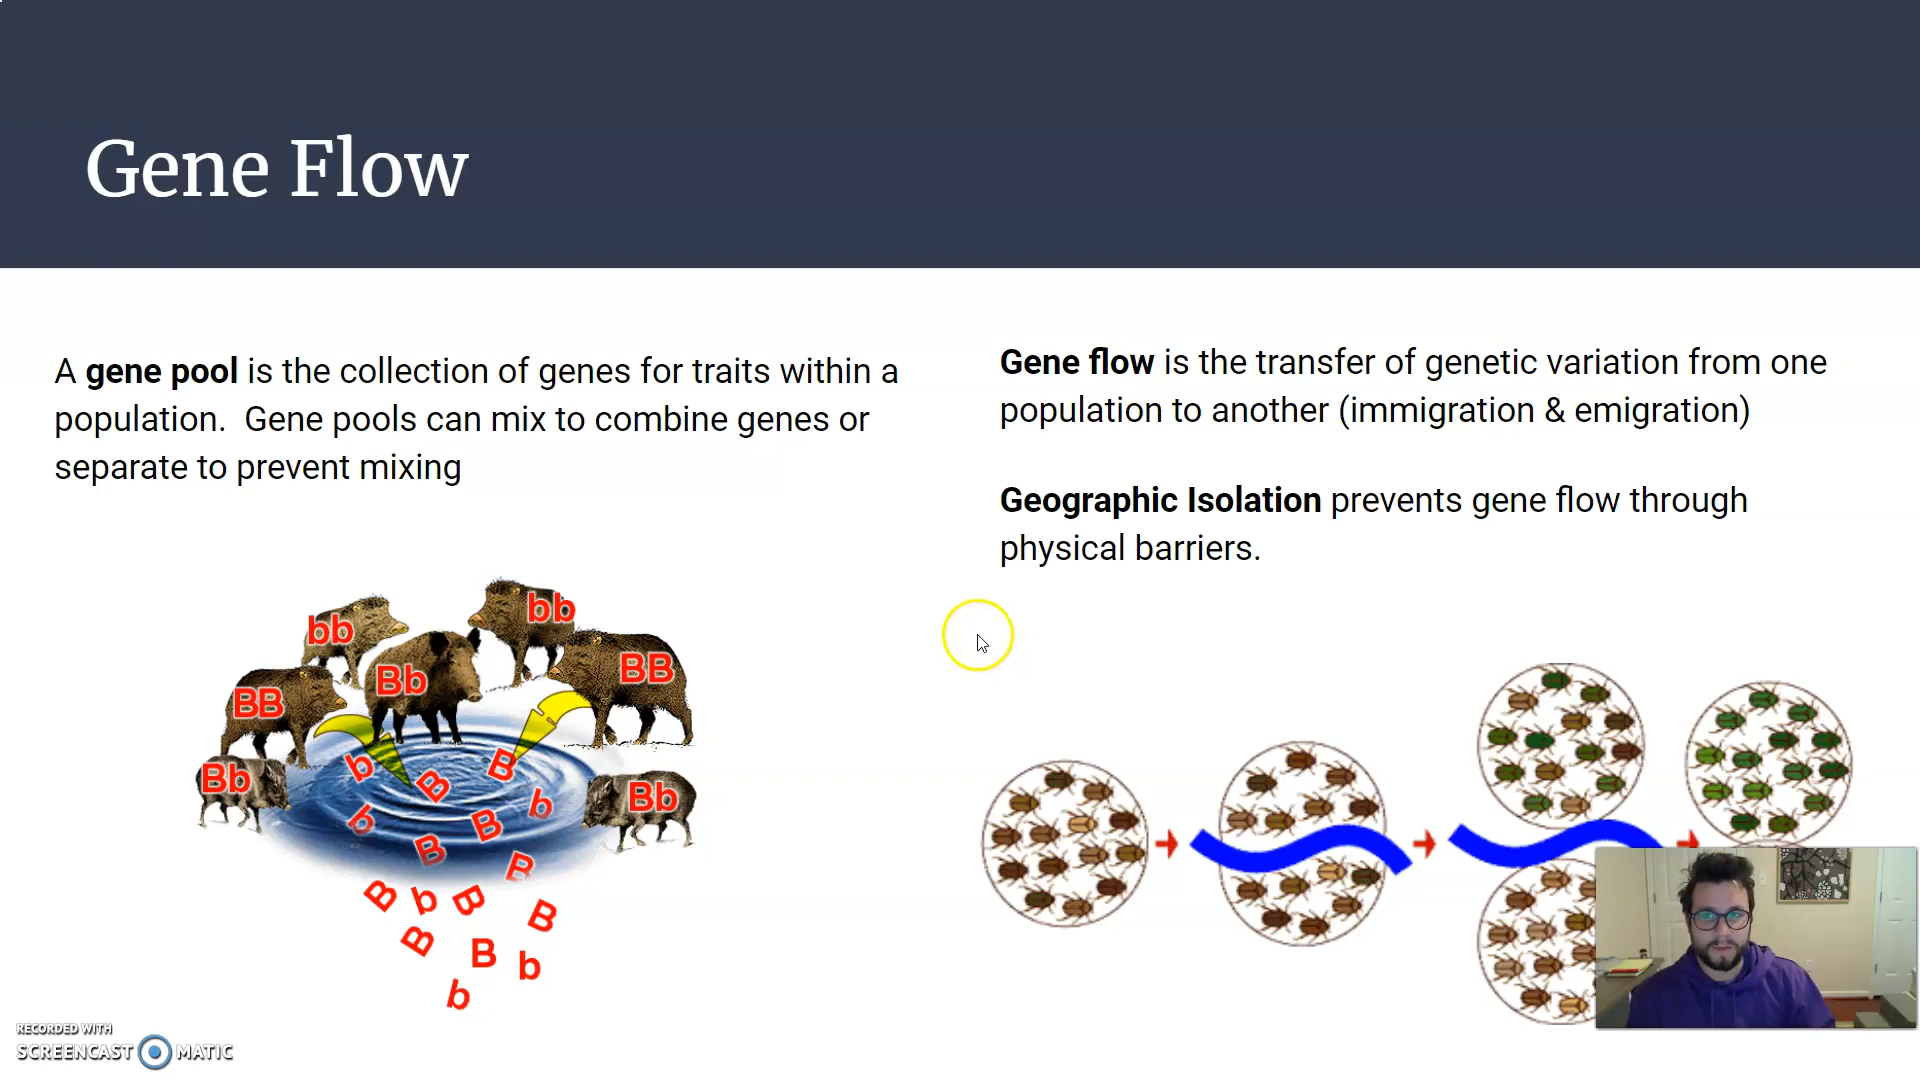 Gene Flow
A gene pool is the collection of genes for traits within a
population. Gene pools can mix to combine genes or
separate to prevent mixing
Gene flow is the transfer of genetic variation from one
population to another (immigration & emigration)
Geographic Isolation prevents gene flow through
physical barriers.
bb
bb
Bb
BB
BB
Bb
Bb
b
B
B
b
b
B
B
B
B
b
B
B
B
B
b
b
RECORDED WITH
SCREENCAST MATIC